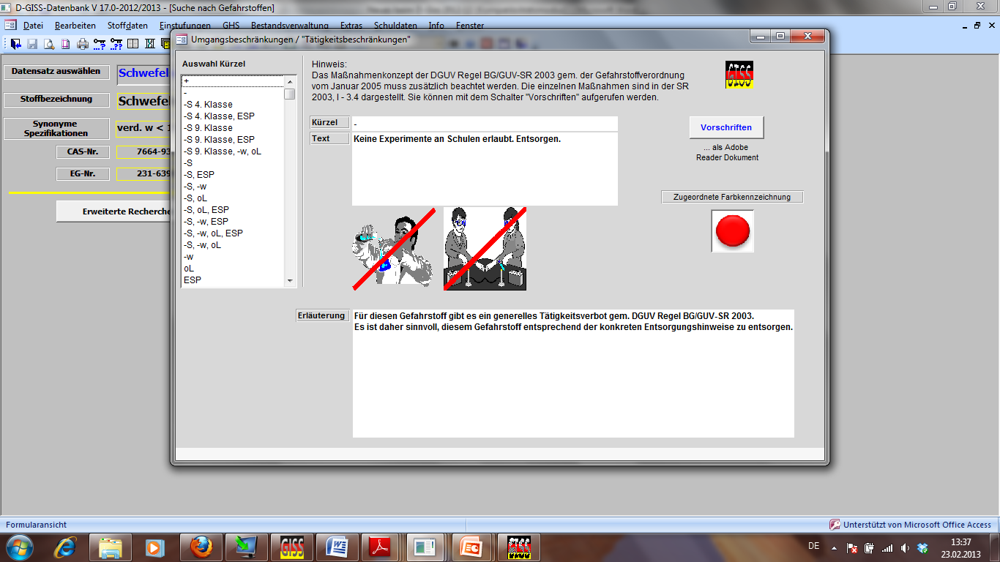 D-GISS-Datenbank V 17.0-2012/2013 - [Suche nach Gefahrstoffen]
Datei Bearbeiten Stoffdaten Einstufungen GHS Bestandsverwaltung Extras Schuldaten Info Fenster
Umgangsbeschränkungen / "Tätigkeitsbeschränkungen"
Datensatz auswählen
Schwefel
Stoffbezeichnung
Schwefel
Synonyme
Spezifikationen
verd. w <
CAS-Nr.
7664-93
EG-Nr.
231-639
Erweiterte Recherche
Auswahl Kürzel
+
-
-S 4. Klasse
-S 4. Klasse, ESP
-S 9. Klasse
-S 9. Klasse, ESP
-S 9. Klasse, -w, oL
-S
-S, ESP
-S, -w
-S, oL
-S, oL, ESP
-S, -w, ESP
-S, -w, oL, ESP
-S, -w, oL
-w
oL
ESP
Hinweis:
Das Maßnahmenkonzept der DGUV Regel BG/GUV-SR 2003 gem. der Gefahrstoffverordnung
vom Januar 2005 muss zusätzlich beachtet werden. Die einzelnen Maßnahmen sind in der SR
2003, I - 3.4 dargestellt. Sie können mit dem Schalter "Vorschriften" aufgerufen werden.
GISS
Kürzel
-
Text
Keine Experimente an Schulen erlaubt. Entsorgen.
Vorschriften
... als Adobe
Reader Dokument
Zugeordnete Farbkennzeichnung
Erläuterung
Für diesen Gefahrstoff gibt es ein generelles Tätigkeitsverbot gem. DGUV Regel BG/GUV-SR 2003.
Es ist daher sinnvoll, diesem Gefahrstoff entsprechend der konkreten Entsorgungshinweise zu entsorgen.
Formularansicht
Unterstützt von Microsoft Office Access
GISS
GISS
DE
13:37
23.02.2013